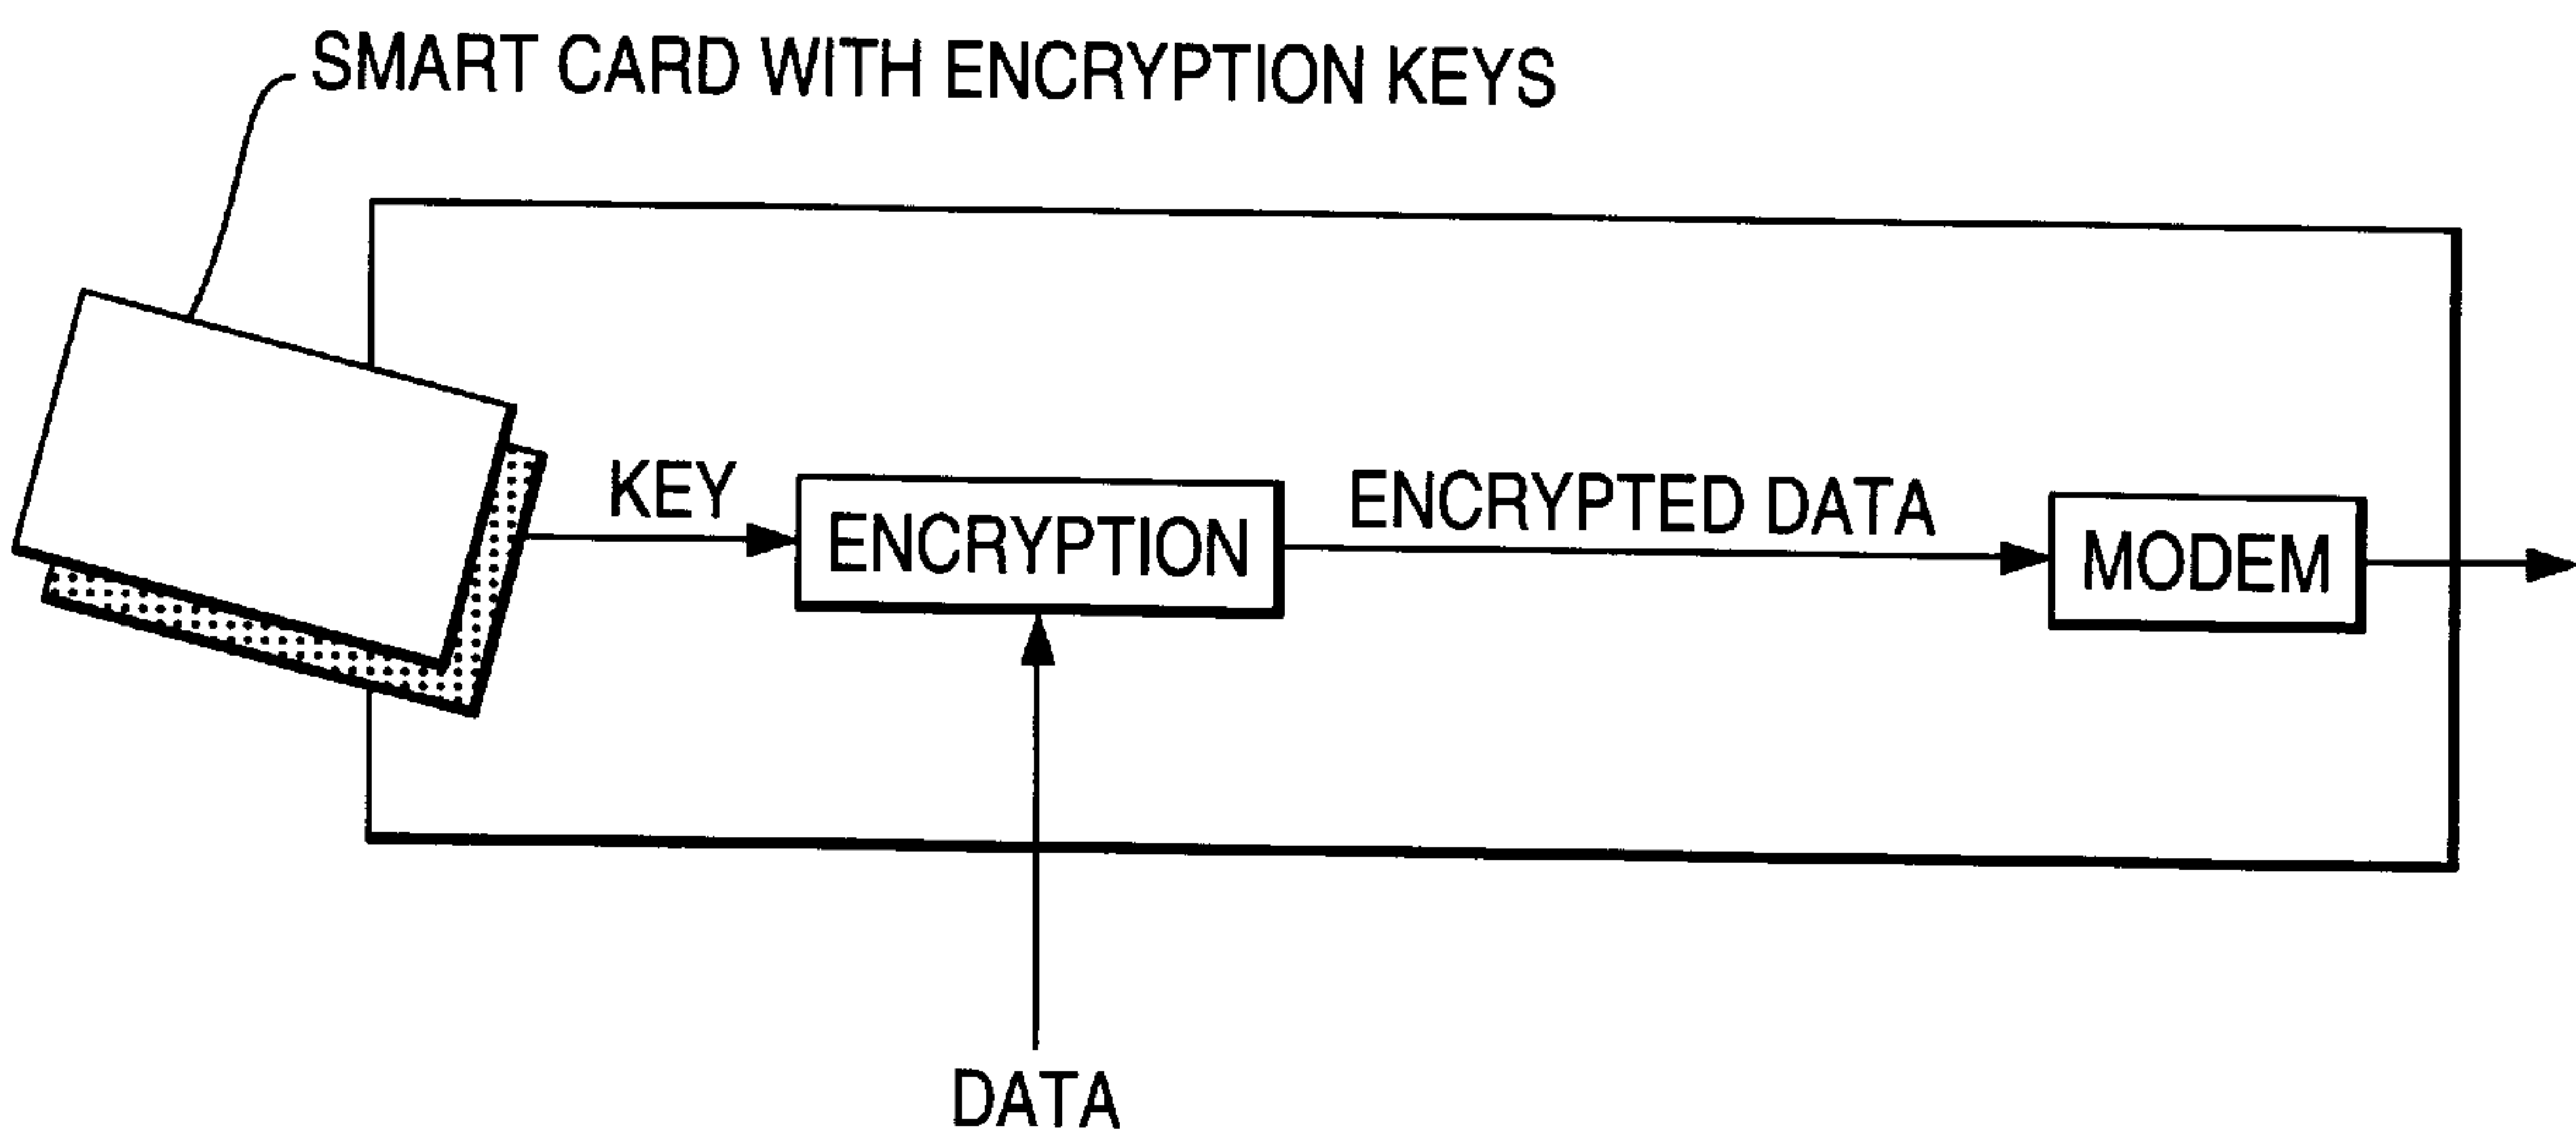 SMART CARD WITH ENCRYPTION KEYS
KEY
ENCRYPTION
ENCRYPTED DATA
MODEM
DATA